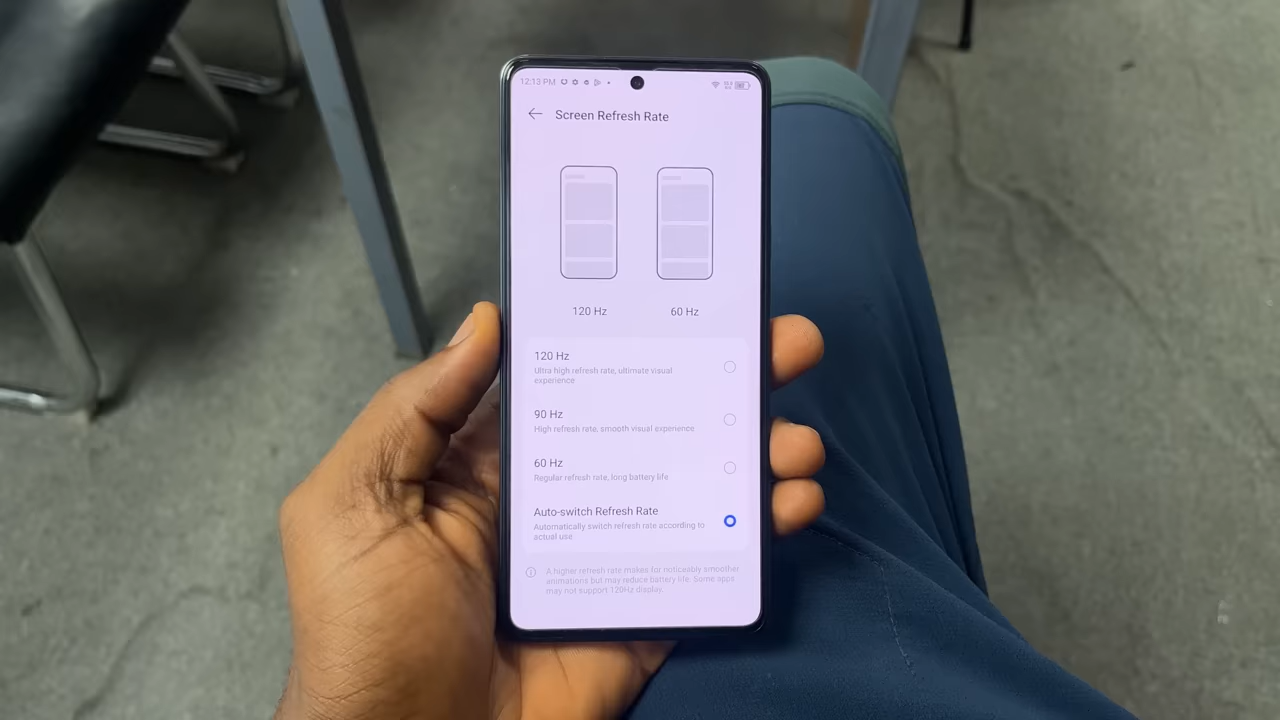 12:13 PM
Screen Refresh Rate
120 Hz 60 Hz
120 Hz
Ultra high refresh rate, ultimate visual
experience
90 Hz
High refresh rate, smooth visual experience
60 Hz
Regular refresh rate, long battery life
Auto-switch Refresh Rate
Automatically switch refresh rate according to
actual use
A higher refresh rate makes for noticeably smoother
animations but may reduce battery life. Some apps
may not support 120Hz display.